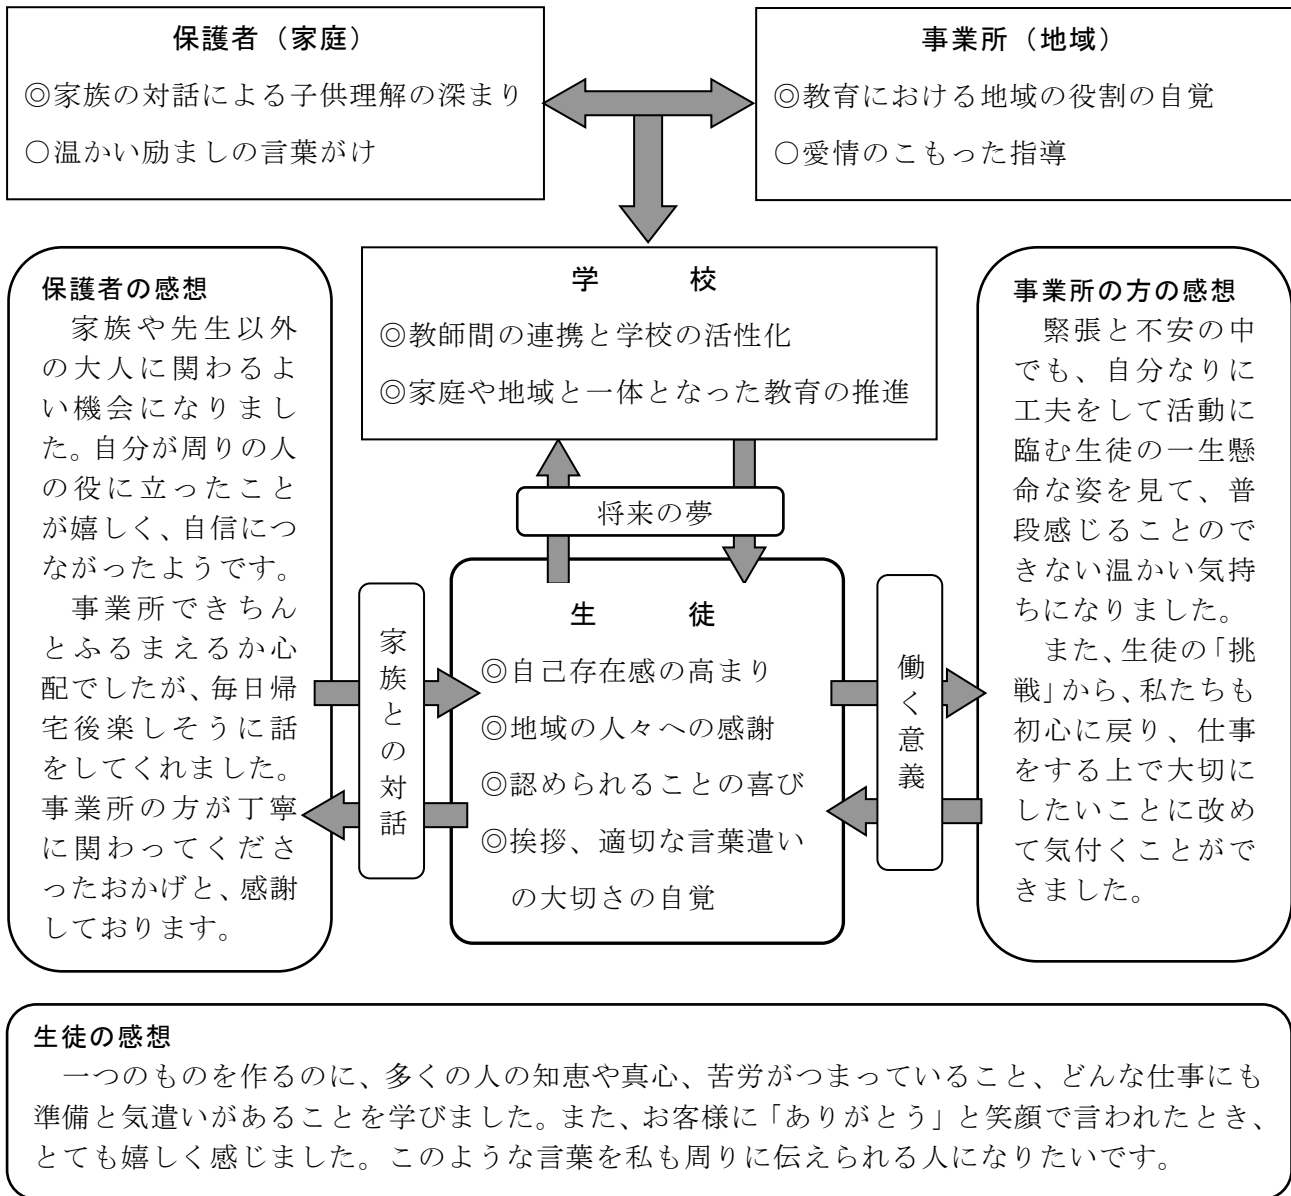 保護者（家庭）
◎家族の対話による子供理解の深まり
○温かい励ましの言葉がけ
事業所（地域）
◎教育における地域の役割の自覚
○愛情のこもった指導
学　校
◎教師間の連携と学校の活性化
◎家庭や地域と一体となった教育の推進
保護者の感想
家族や先生以外
の大人に関わるよ
い機会になりまし
た。自分が周りの人
の役に立ったこと
が嬉しく、自信につ
ながったようです。
事業所できちん
とふるまえるか心
配でしたが、毎日帰
宅後楽しそうに話
をしてくれました。
事業所の方が丁寧
に関わってくださ
ったおかげと、感謝
しております。
将来の夢
家族との対話
生　徒
◎自己存在感の高まり
◎地域の人々への感謝
◎認められることの喜び
◎挨拶、適切な言葉遣い
の大切さの自覚
働く意義
事業所の方の感想
緊張と不安の中
でも、自分なりに
工夫をして活動に
臨む生徒の一生懸
命な姿を見て、普
段感じることので
きない温かい気持
ちになりました。
また、生徒の「挑
戦」から、私たちも
初心に戻り、仕事
をする上で大切に
したいことに改め
て気付くことがで
きました。
生徒の感想
一つのものを作るのに、多くの人の知恵や真心、苦労がつまっていること、どんな仕事にも
準備と気遣いがあることを学びました。また、お客様に「ありがとう」と笑顔で言われたとき、
とても嬉しく感じました。このような言葉を私も周りに伝えられる人になりたいです。